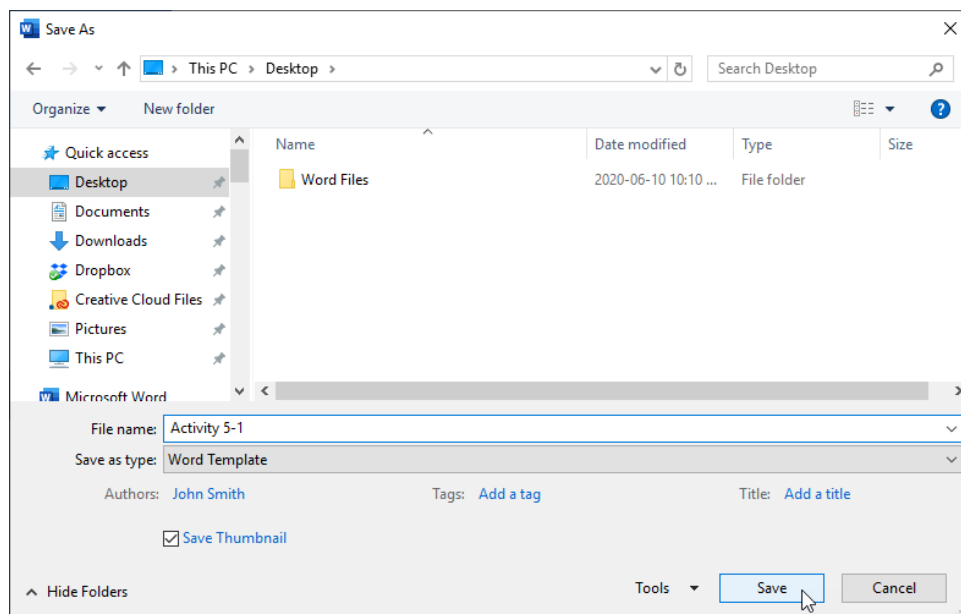 Save As
This PC > Desktop >
Search Desktop
Organize
New folder
Quick access
Desktop
Documents
Downloads
Dropbox
Creative Cloud Files
Pictures
This PC
Microsoft Word
Name Date modified Type Size
Word Files 2020-06-10 10:10 ... File folder
File name: Activity 5-1
Save as type: Word Template
Authors: John Smith Tags: Add a tag Title: Add a title
Save Thumbnail
Hide Folders
Tools Save Cancel